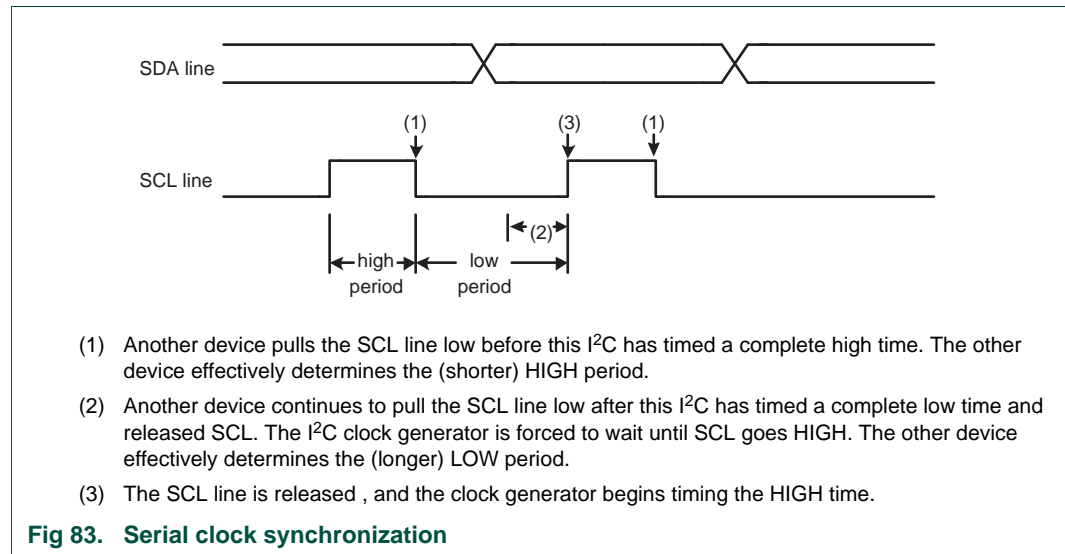 SDA line
(1) (3) (1)
SCL line
(2)
high low
period period
(1) Another device pulls the SCL line low before this I2C has timed a complete high time. The other
device effectively determines the (shorter) HIGH period.
(2) Another device continues to pull the SCL line low after this I2C has timed a complete low time and
released SCL. The I2C clock generator is forced to wait until SCL goes HIGH. The other device
effectively determines the (longer) LOW period.
(3) The SCL line is released , and the clock generator begins timing the HIGH time.
Fig 83. Serial clock synchronization